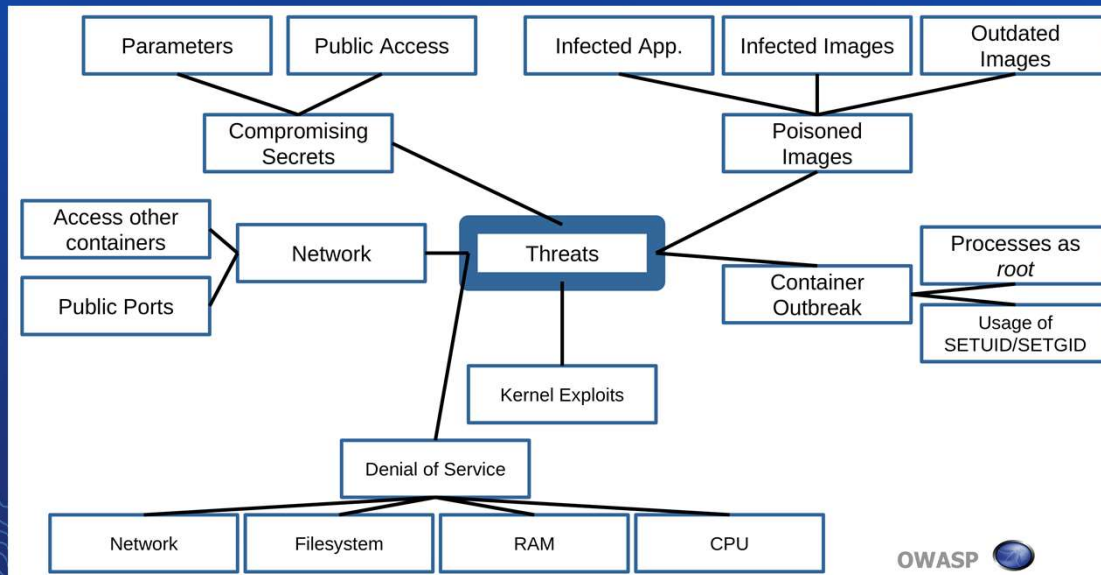 Parameters
Public Access
Infected App.
Infected Images
Outdated
Images
Compromising
Secrets
Poisoned
Images
Access other
containers
Network
Threats
Processes as
root
Public Ports
Container
Outbreak
Usage of
SETUID/SETGID
Kernel Exploits
Denial of Service
Network
Filesystem
RAM
CPU
OWASP